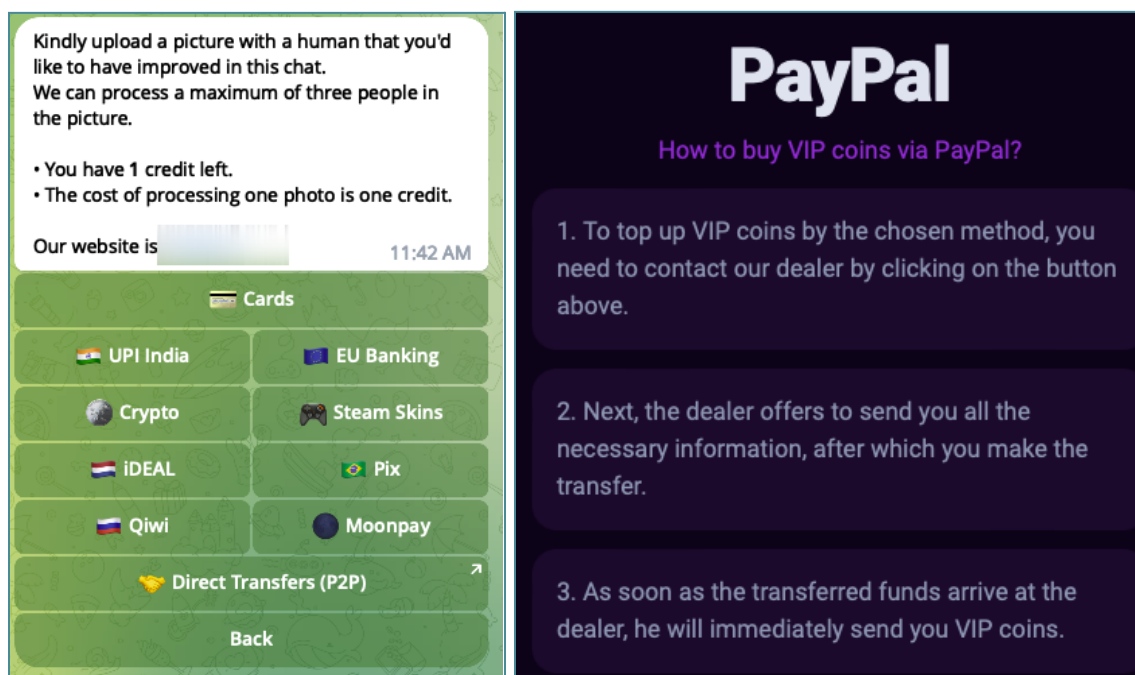 Kindly upload a picture with a human that you'd
like to have improved in this chat.
We can process a maximum of three people in
the picture.
• You have 1 credit left.
• The cost of processing one photo is one credit.
Our website is
11:42 AM
Cards
UPI India
EU Banking
Crypto
Steam Skins
iDEAL
Pix
Qiwi
Moonpay
Direct Transfers (P2P)
Back
PayPal
How to buy VIP coins via PayPal?
1. To top up VIP coins by the chosen method, you
need to contact our dealer by clicking on the button
above.
2. Next, the dealer offers to send you all the
necessary information, after which you make the
transfer.
3. As soon as the transferred funds arrive at the
dealer, he will immediately send you VIP coins.